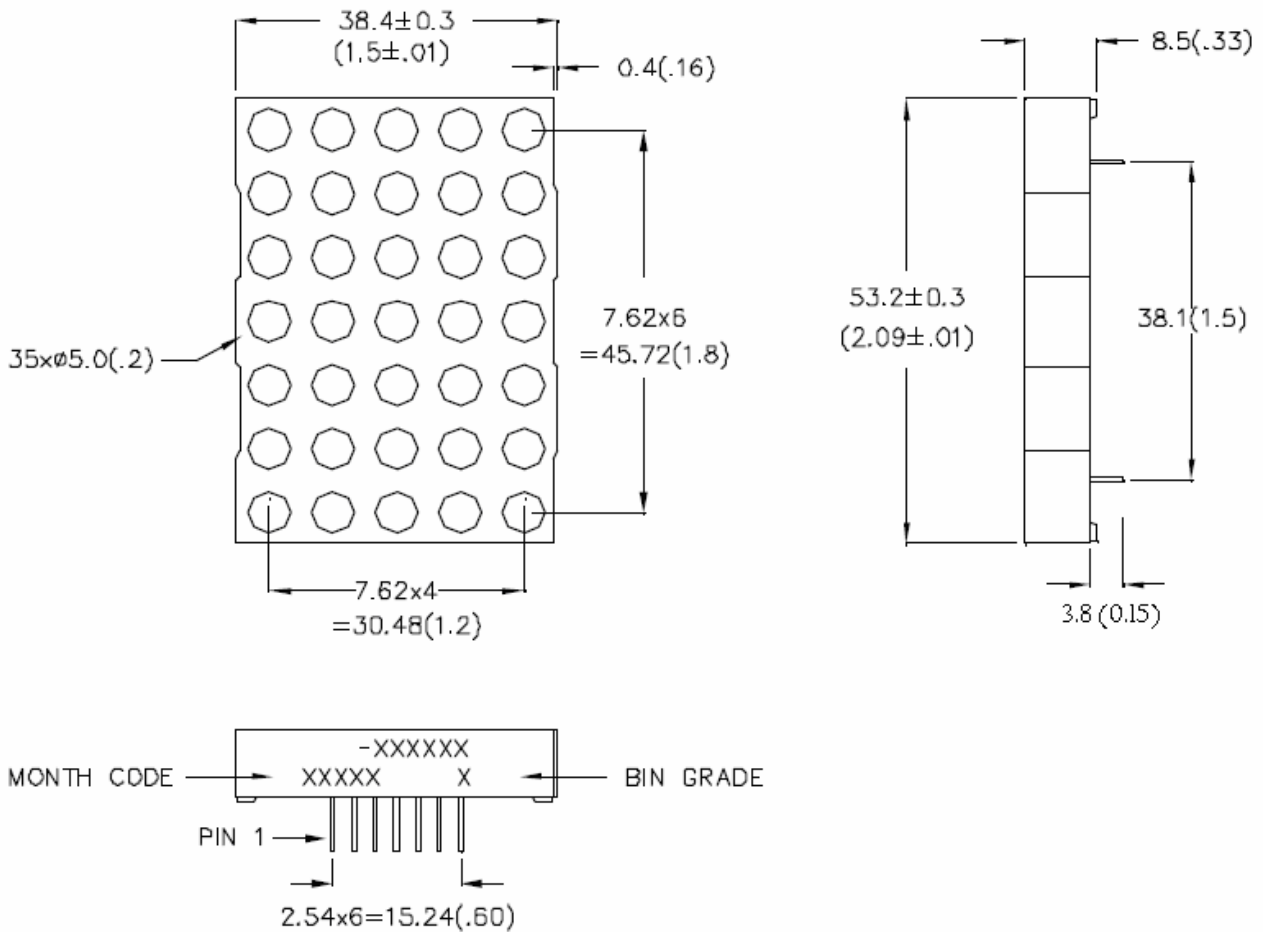 38.4±0.3
(1.5±.01)
0.4(.16)
8.5(.33)
35xø5.0(.2)
7.62x6
=45.72(1.8)
53.2±0.3
(2.09±.01)
38.1(1.5)
7.62x4
=30.48(1.2)
3.8 (0.15)
-XXXXXX
MONTH CODE
XXXXX
X
BIN GRADE
PIN 1
2.54x6=15.24(.60)